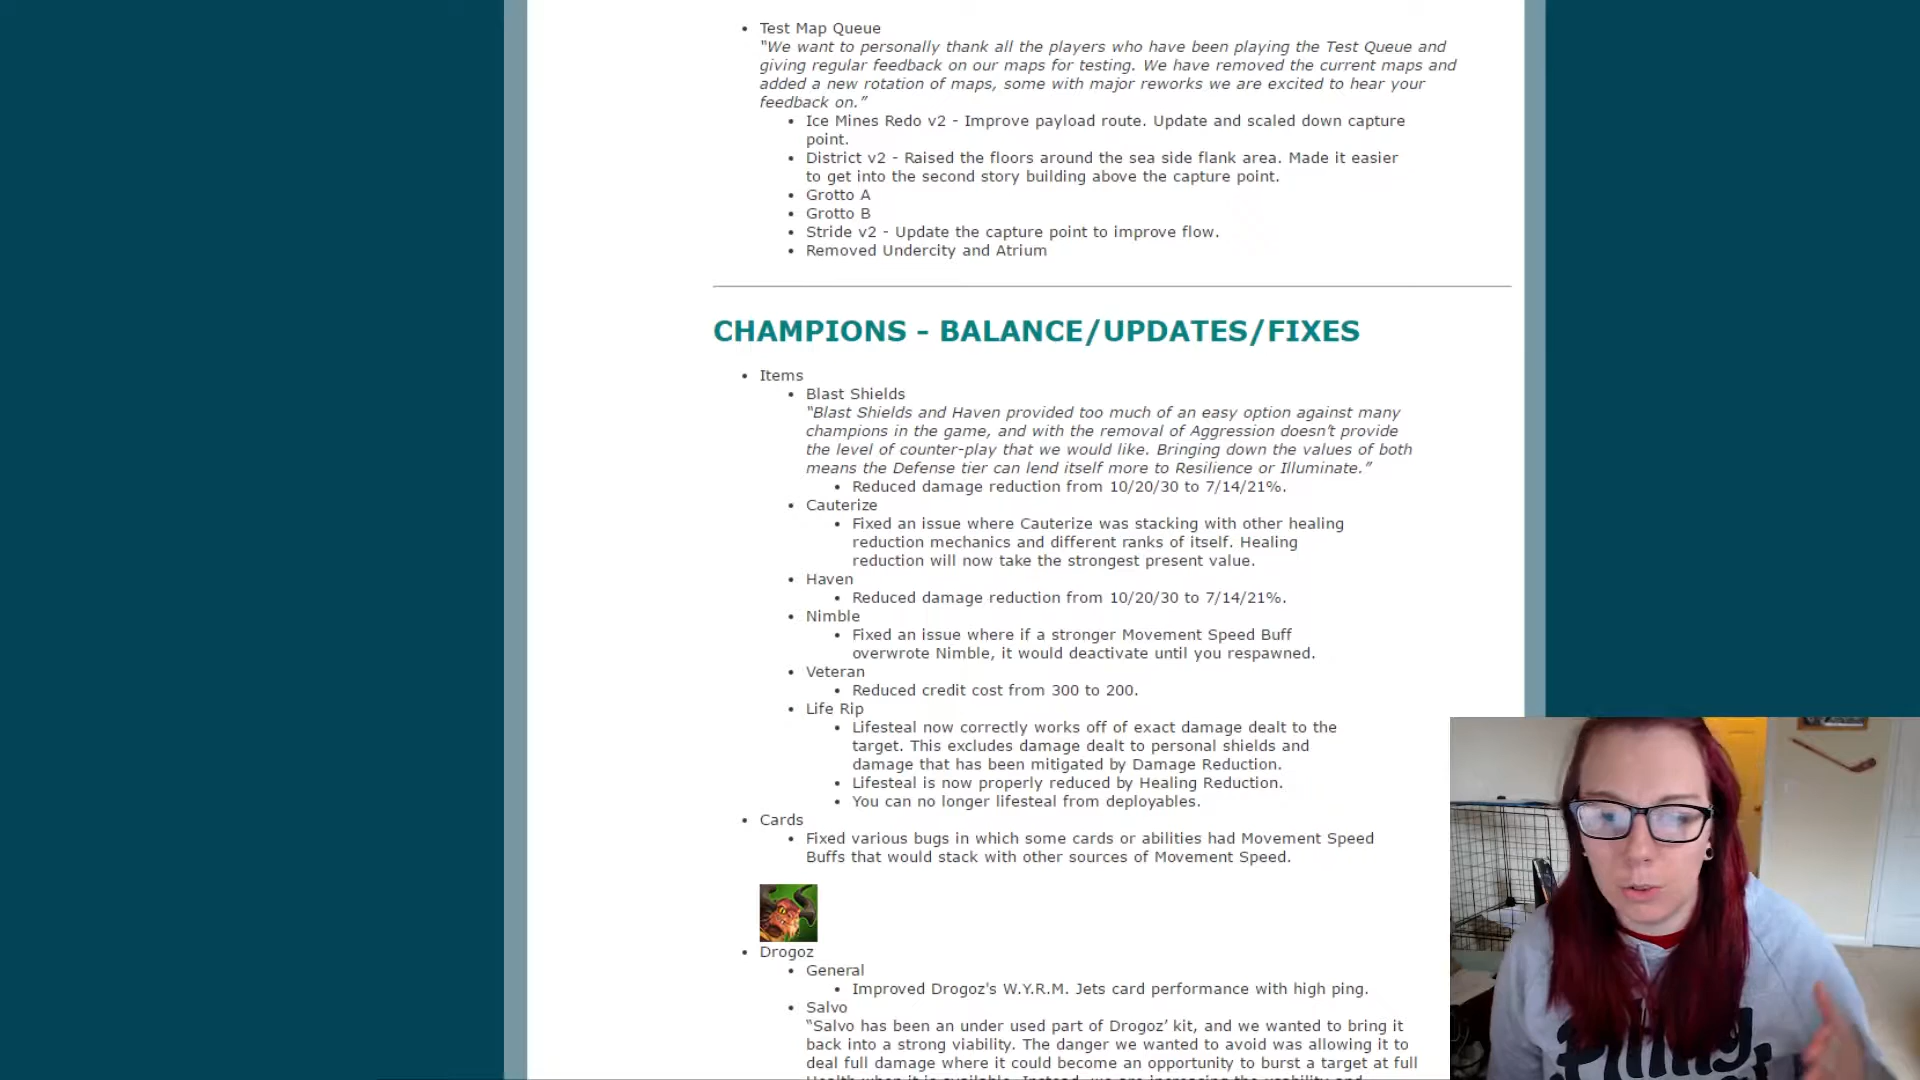 Test Map Queue
“We want to personally thank all the players who have been playing the Test Queue and
giving regular feedback on our maps for testing. We have removed the current maps and
added a new rotation of maps, some with major reworks we are excited to hear your
feedback on.”
Ice Mines Redo v2 - Improve payload route. Update and scaled down capture
point.
District v2 - Raised the floors around the sea side flank area. Made it easier
to get into the second story building above the capture point.
Grotto A
Grotto B
Stride v2 - Update the capture point to improve flow.
Removed Undercity and Atrium
CHAMPIONS - BALANCE/UPDATES/FIXES
Items
Blast Shields
“Blast Shields and Haven provided too much of an easy option against many
champions in the game, and with the removal of Aggression doesn’t provide
the level of counter-play that we would like. Bringing down the values of both
means the Defense tier can lend itself more to Resilience or Illuminate.”
Reduced damage reduction from 10/20/30 to 7/14/21%.
Cauterize
Fixed an issue where Cauterize was stacking with other healing
reduction mechanics and different ranks of itself. Healing
reduction will now take the strongest present value.
Haven
Reduced damage reduction from 10/20/30 to 7/14/21%.
Nimble
Fixed an issue where if a stronger Movement Speed Buff
overwrote Nimble, it would deactivate until you respawned.
Veteran
Reduced credit cost from 300 to 200.
Life Rip
Lifesteal now correctly works off of exact damage dealt to the
target. This excludes damage dealt to personal shields and
damage that has been mitigated by Damage Reduction.
Lifesteal is now properly reduced by Healing Reduction.
You can no longer lifesteal from deployables.
Cards
Fixed various bugs in which some cards or abilities had Movement Speed
Buffs that would stack with other sources of Movement Speed.
Drogoz
General
Improved Drogoz's W.Y.R.M. Jets card performance with high ping.
Salvo
“Salvo has been an under used part of Drogoz’ kit, and we wanted to bring it
back into a strong viability. The danger we wanted to avoid was allowing it to
deal full damage where it could become an opportunity to burst a target at full